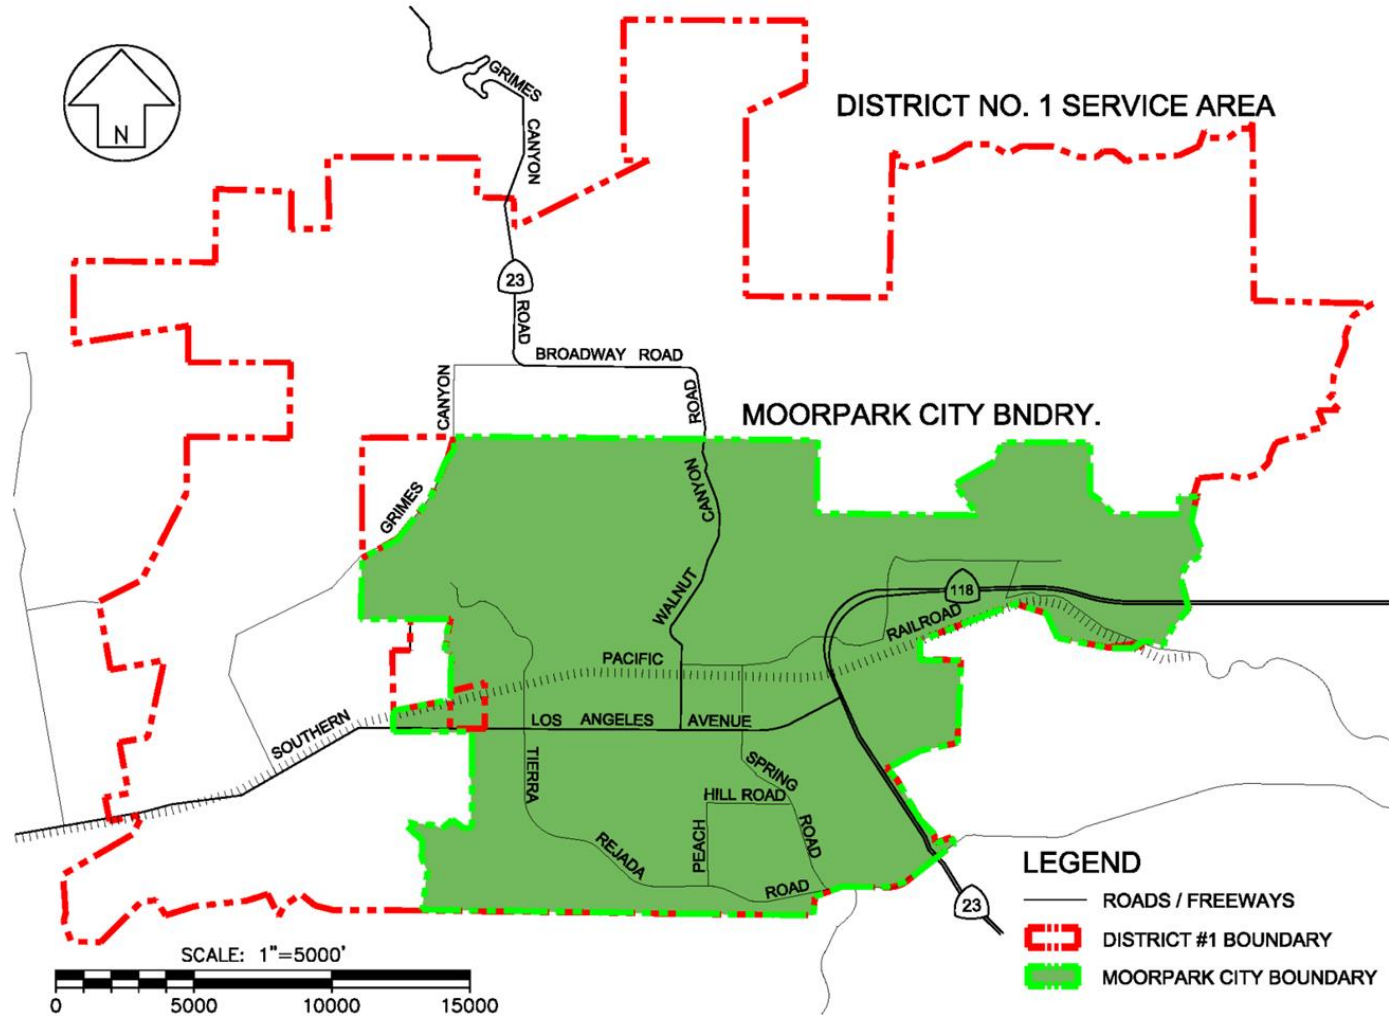 GRIMES
CANYON
DISTRICT NO. 1 SERVICE AREA
N
23
ROAD
BROADWAY ROAD
CANYON
ROAD
MOORPARK CITY BNDRY.
GRIMES
CANYON
WALNUT
118
RAILROAD
PACIFIC
SOUTHERN
LOS ANGELES AVENUE
TIERRA
SPRING
HILL ROAD
PEACH
ROAD
REJADA
ROAD
23
LEGEND
ROADS / FREEWAYS
DISTRICT #1 BOUNDARY
MOORPARK CITY BOUNDARY
SCALE: 1"=5000'
0 5000 10000 15000